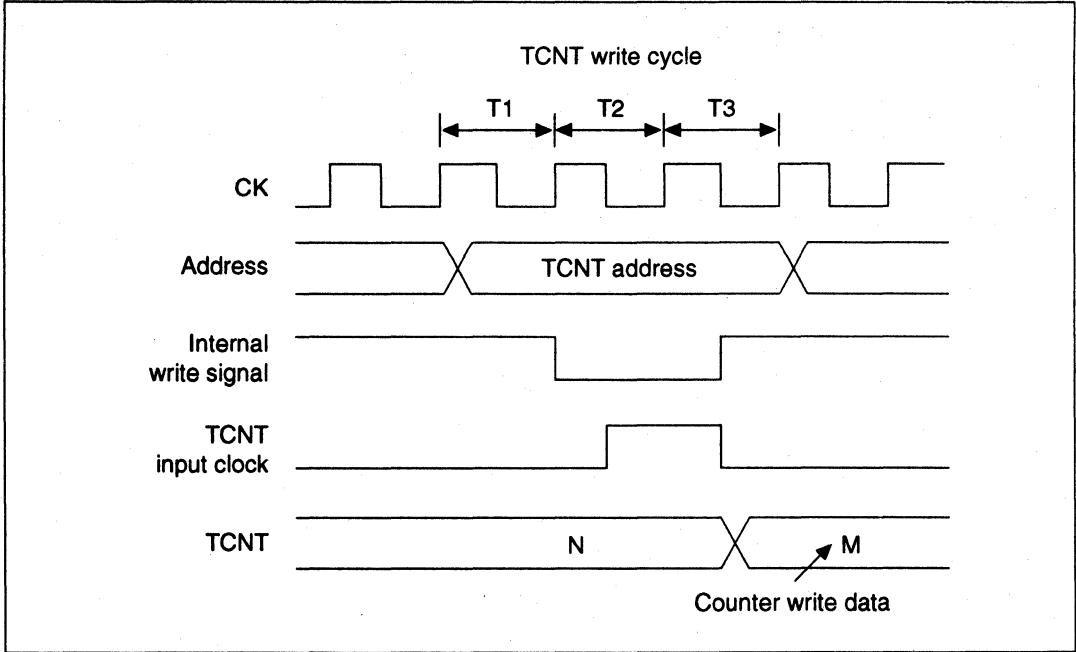 TCNT write cycle
T1 T2 T3
CK
Address
TCNT address
Internal
write signal
TCNT
input clock
TCNT
N
M
Counter write data